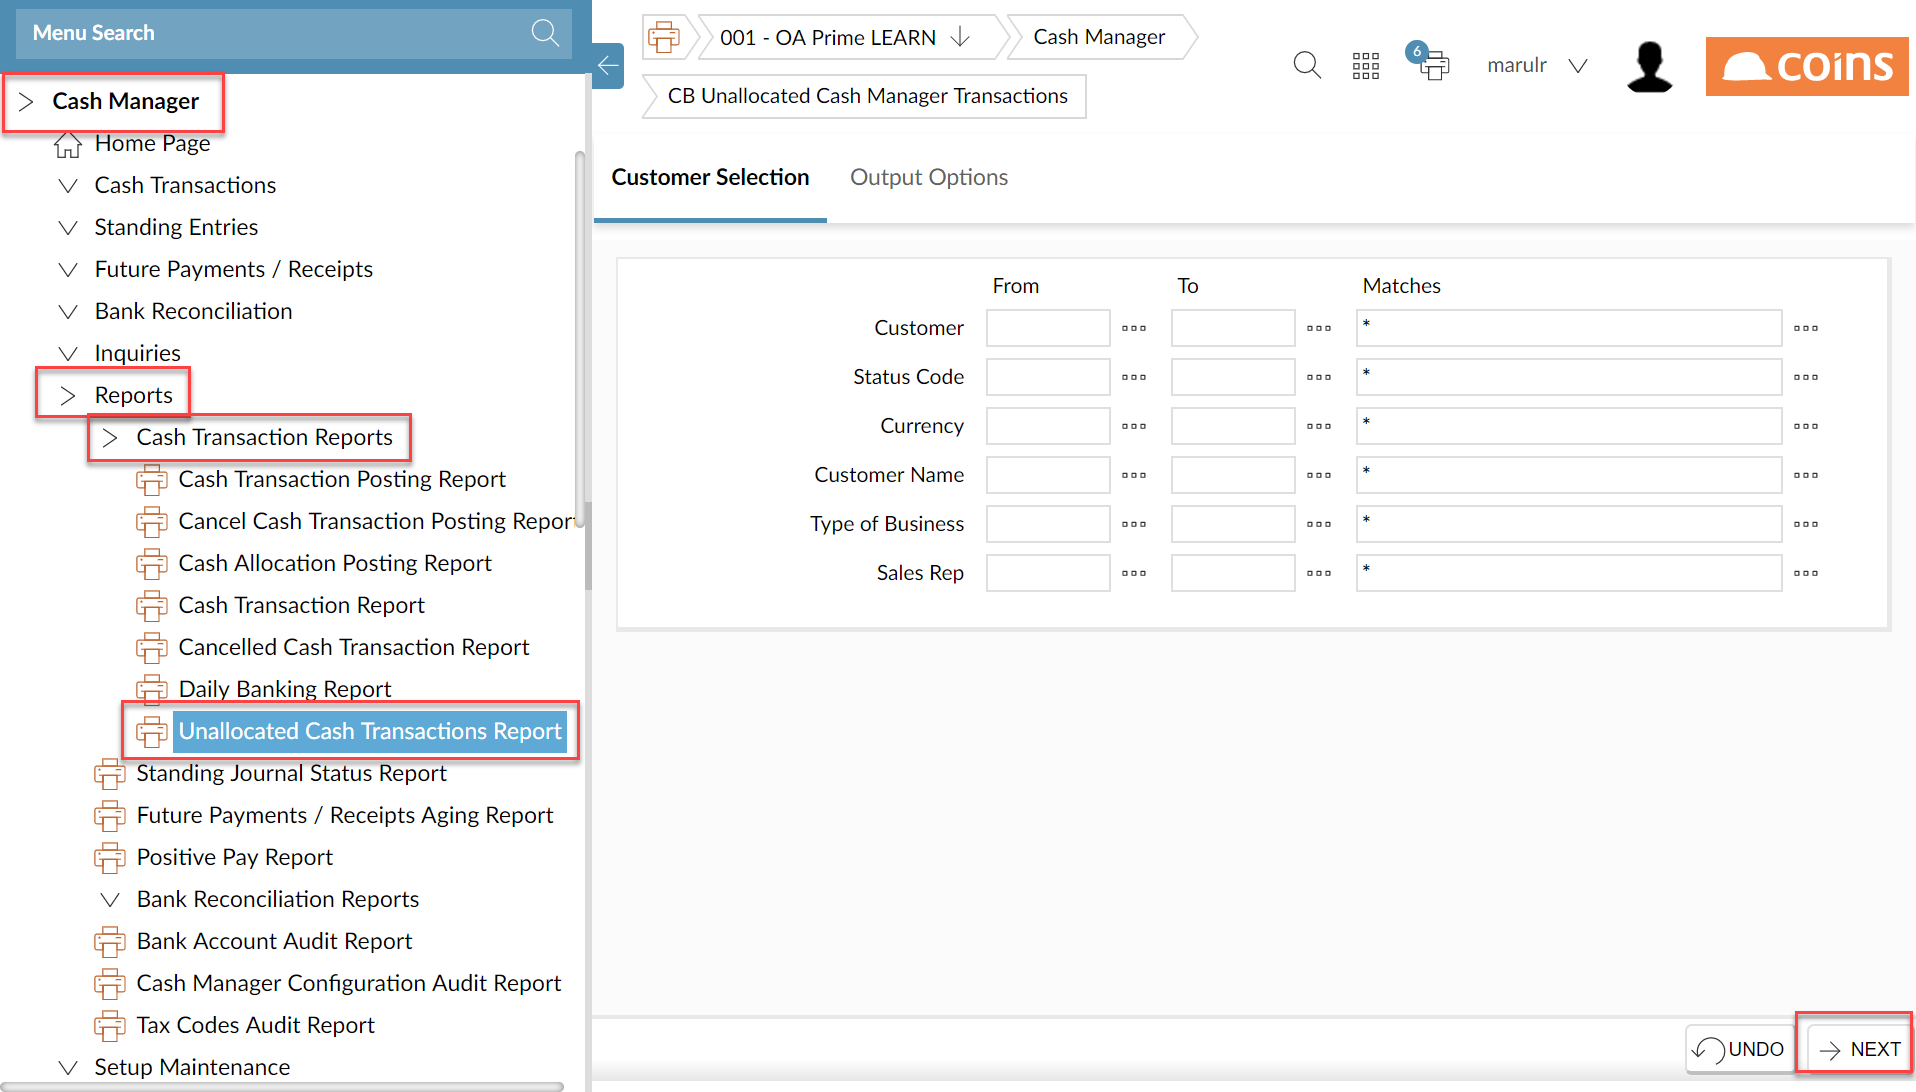 Menu Search
Cash Manager
Home Page
Cash Transactions
Standing Entries
Future Payments / Receipts
Bank Reconciliation
Inquiries
Reports
Cash Transaction Reports
Cash Transaction Posting Report
Cancel Cash Transaction Posting Report
Cash Allocation Posting Report
Cash Transaction Report
Cancelled Cash Transaction Report
Daily Banking Report
Unallocated Cash Transactions Report
Standing Journal Status Report
Future Payments / Receipts Aging Report
Positive Pay Report
Bank Reconciliation Reports
Bank Account Audit Report
Cash Manager Configuration Audit Report
Tax Codes Audit Report
Setup Maintenance
001 - OA Prime LEARN
Cash Manager
CB Unallocated Cash Manager Transactions
6
marulr
coins
Customer Selection
Output Options
From To Matches
Customer *
Status Code *
Currency *
Customer Name *
Type of Business *
Sales Rep *
UNDO
NEXT